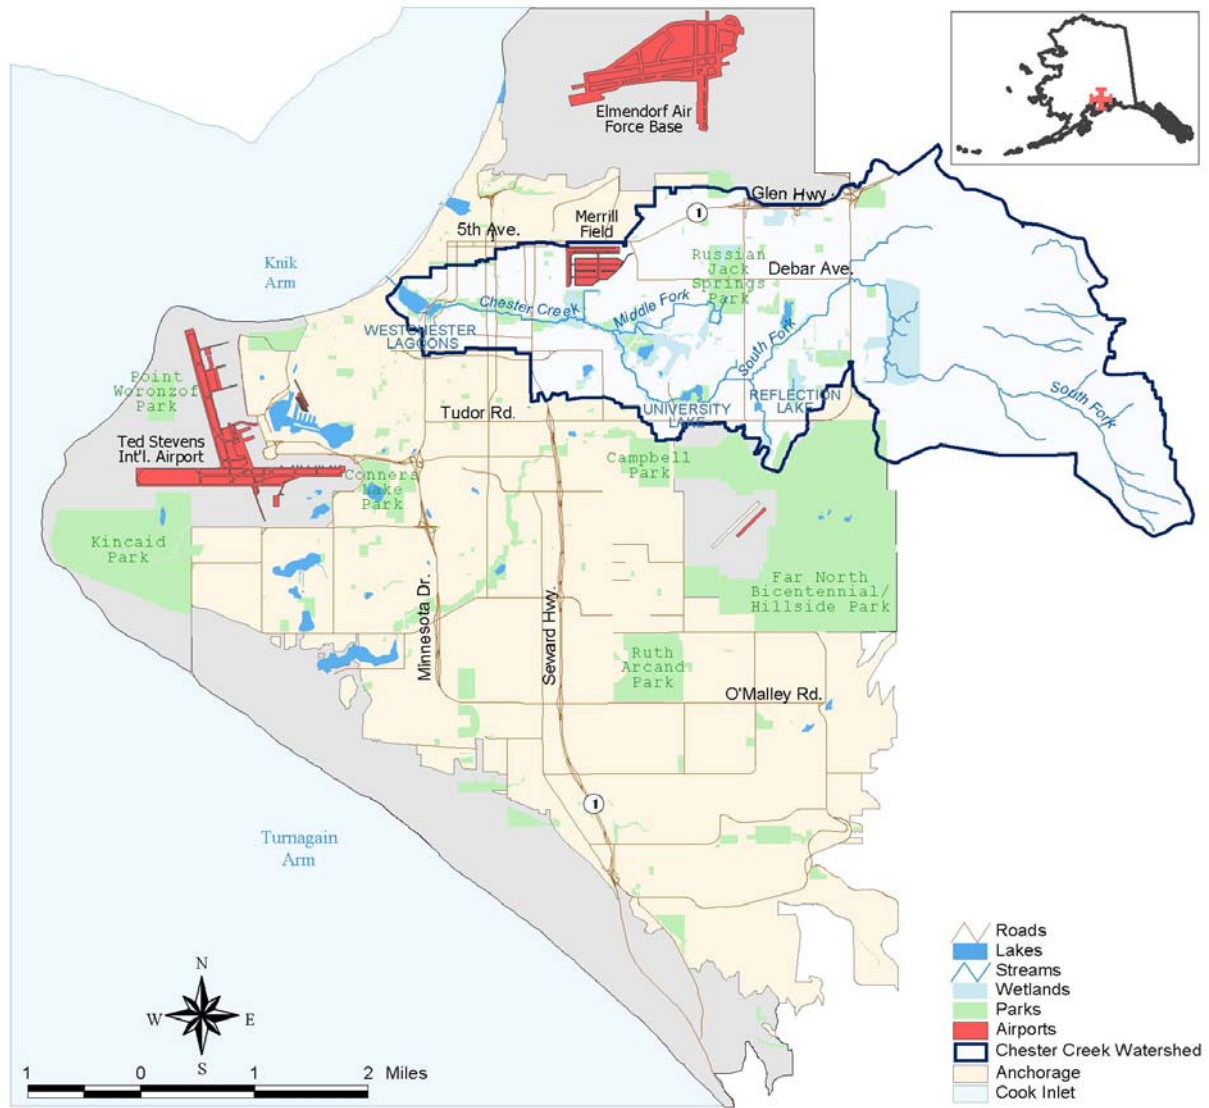 Elmendorf Air
Force Base
Glen Hwy.
1
Merrill
Field
5th Ave.
Russian
Jack
Springs
Park
Debar Ave.
Knik
Arm
Chester Creek
Middle Fork
South Fork
WESTCHESTER
LAGOONS
Point
Woronzof
Park
REFLECTION
LAKE
South Fork
UNIVERSITY
LAKE
Tudor Rd.
Ted Stevens
Int'l. Airport
Campbell
Park
Conners
Lake
Park
Kincaid
Park
Far North
Bicentennial/
Hillside Park
Minnesota Dr.
Seward Hwy.
Ruth
Arcand
Park
O'Malley Rd.
1
Turnagain
Arm
N
W
E
S
1 0 1 2 Miles
Roads
Lakes
Streams
Wetlands
Parks
Airports
Chester Creek Watershed
Anchorage
Cook Inlet